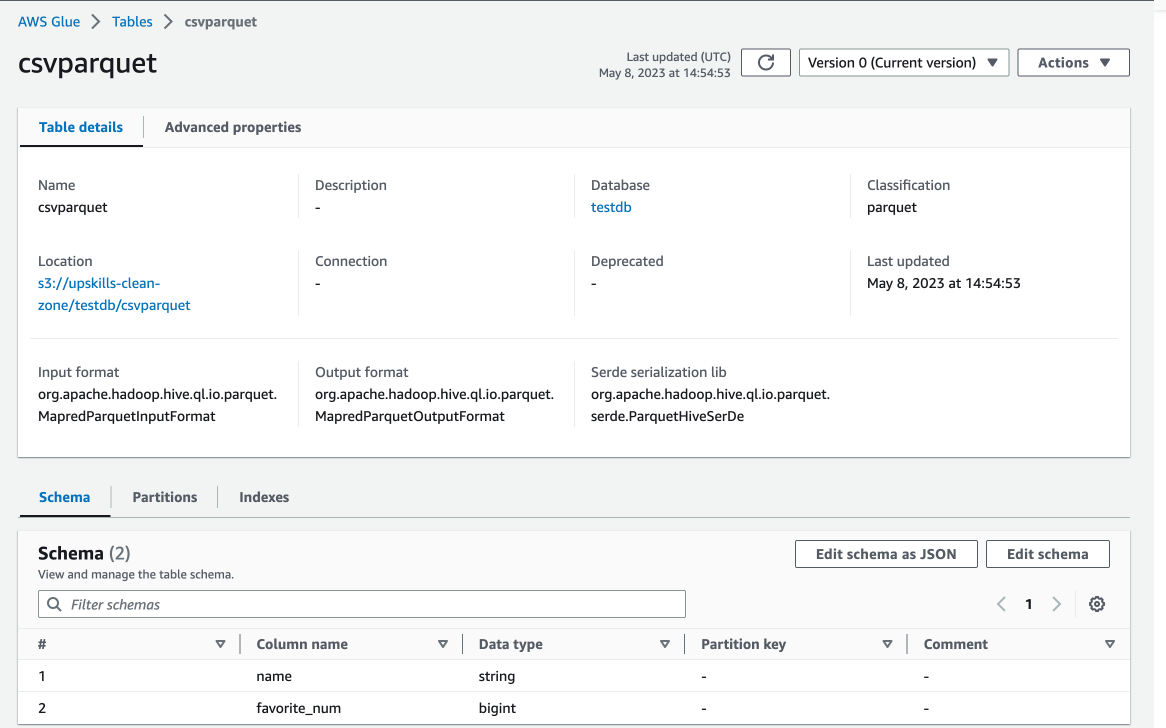 AWS Glue > Tables > csvparquet
csvparquet
Last updated (UTC)
May 8, 2023 at 14:54:53
Version 0 (Current version)
Actions
Table details
Advanced properties
Name
csvparquet
Description
-
Database
testdb
Classification
parquet
Location
s3://upskills-clean-
zone/testdb/csvparquet
Connection
-
Deprecated
-
Last updated
May 8, 2023 at 14:54:53
Input format
org.apache.hadoop.hive.ql.io.parquet.
MapredParquetInputFormat
Output format
org.apache.hadoop.hive.ql.io.parquet.
MapredParquetOutputFormat
Serde serialization lib
org.apache.hadoop.hive.ql.io.parquet.
serde.ParquetHiveSerDe
Schema
Partitions
Indexes
Schema (2)
View and manage the table schema.
Edit schema as JSON
Edit schema
Filter schemas
1
# Column name Data type Partition key Comment
1 name string - -
2 favorite_num bigint - -